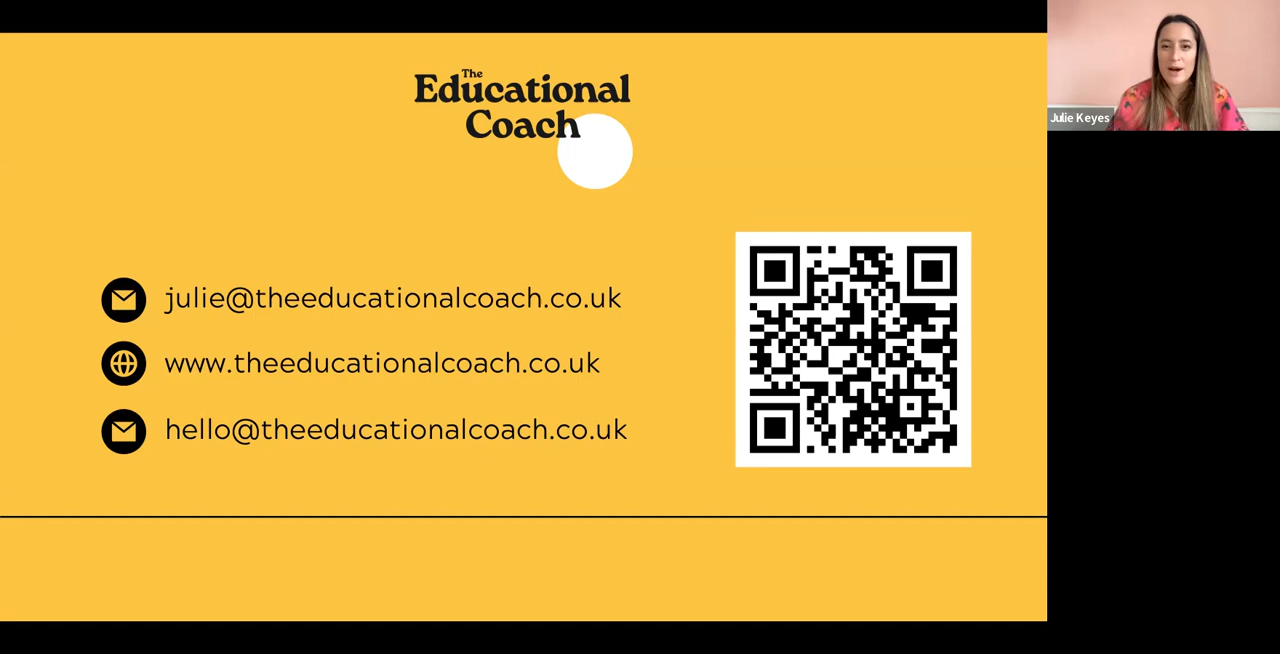 The
Educational
Coach
julie@theeducationalcoach.co.uk
www.theeducationalcoach.co.uk
hello@theeducationalcoach.co.uk
Julie Keyes